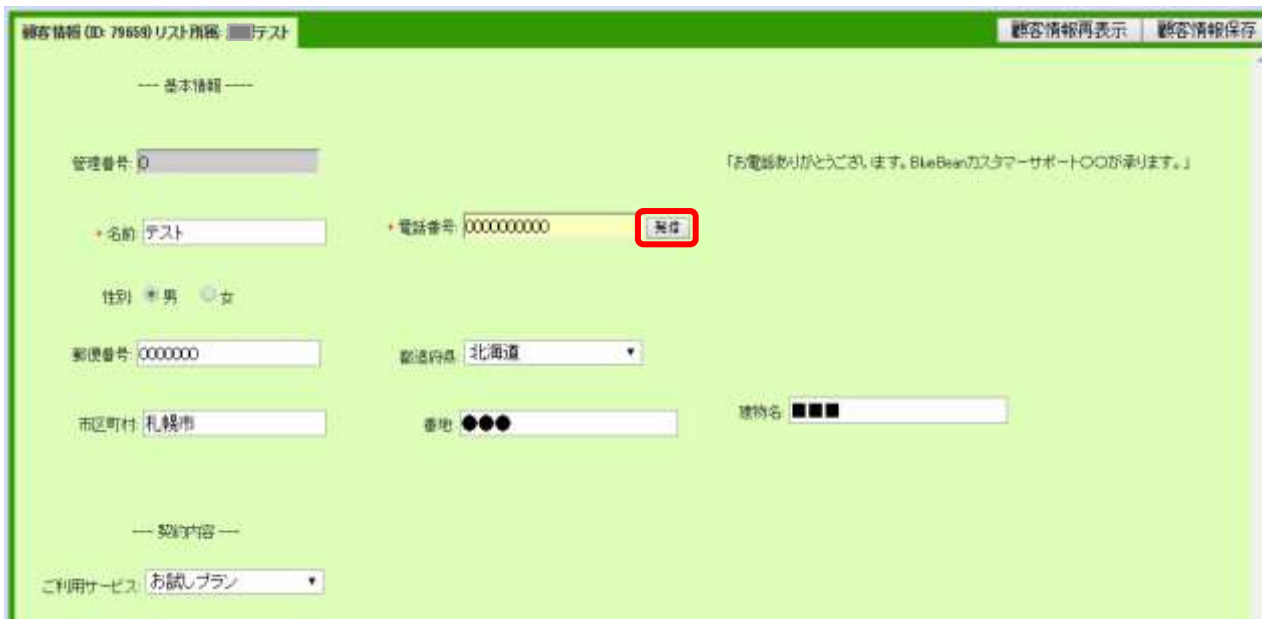 顧客情報 (ID: 79659) リスト所属: テスト
顧客情報再表示 顧客情報保存
--- 基本情報 ----
管理番号: 0
「お電話ありがとうございます。BlueBeanカスタマーサポート〇〇が承ります。」
* 名前: テスト
* 電話番号: 0000000000 発信
性別: 男 女
郵便番号: 0000000
都道府県: 北海道
市区町村: 札幌市
番地: ●●●
建物名: ■■■
--- 契約内容 ---
ご利用サービス: お試しプラン